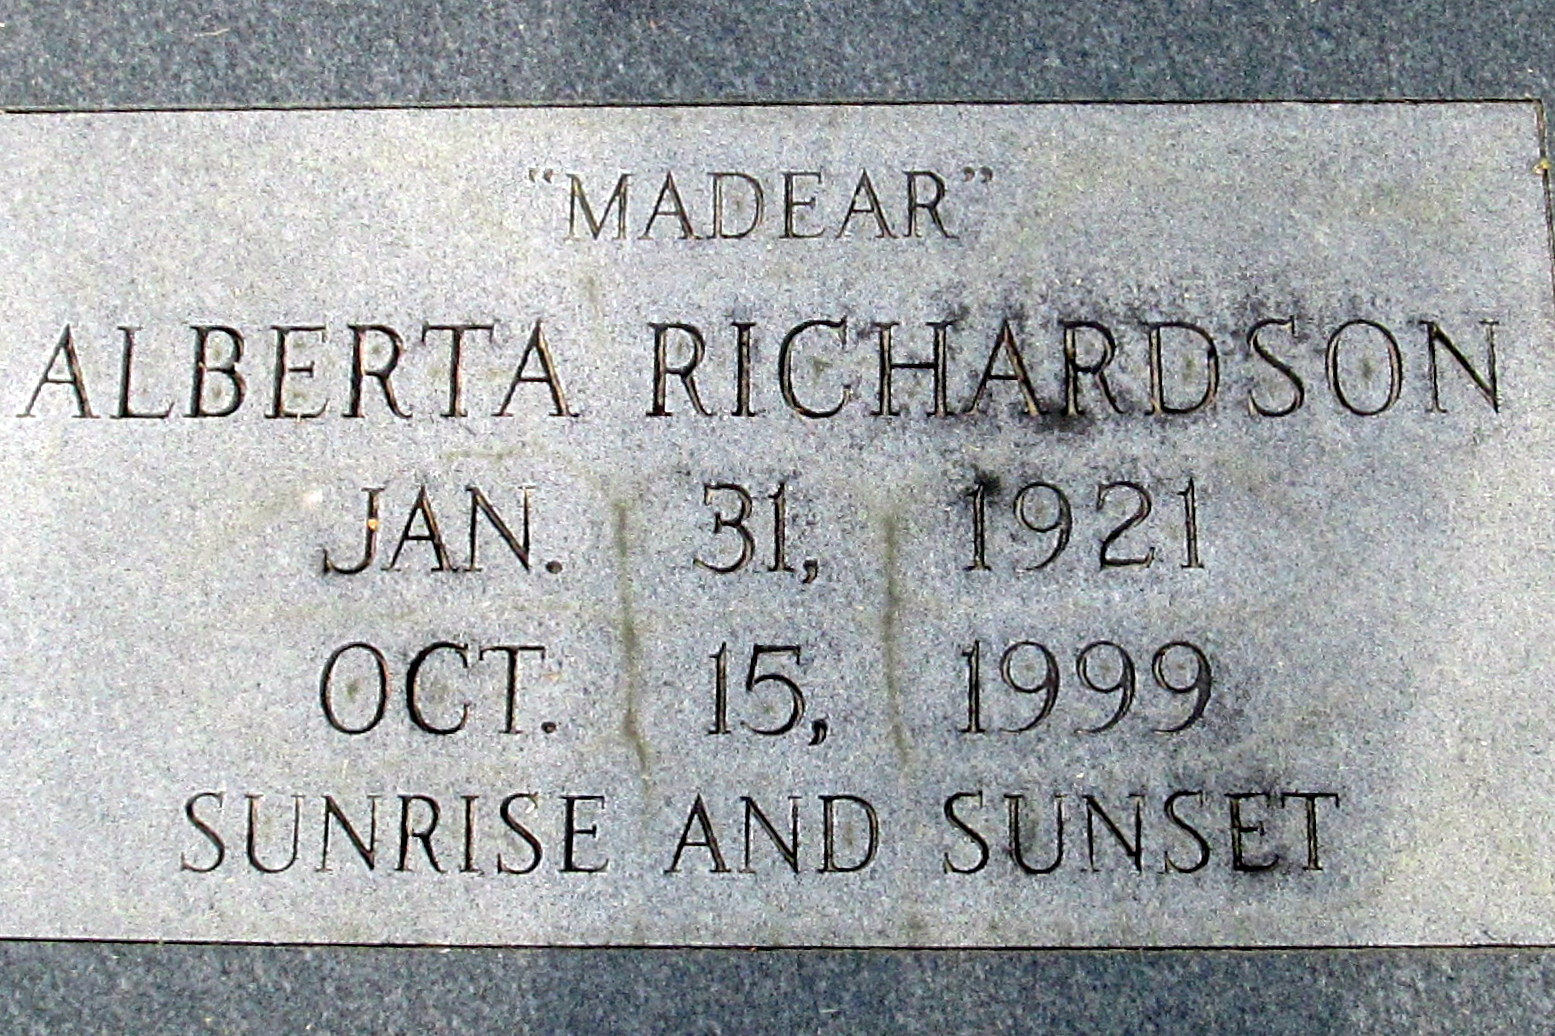 “MADEAR”
ALBERTA RICHARDSON
JAN. 31, 1921
OCT. 15, 1999
SUNRISE AND SUNSET